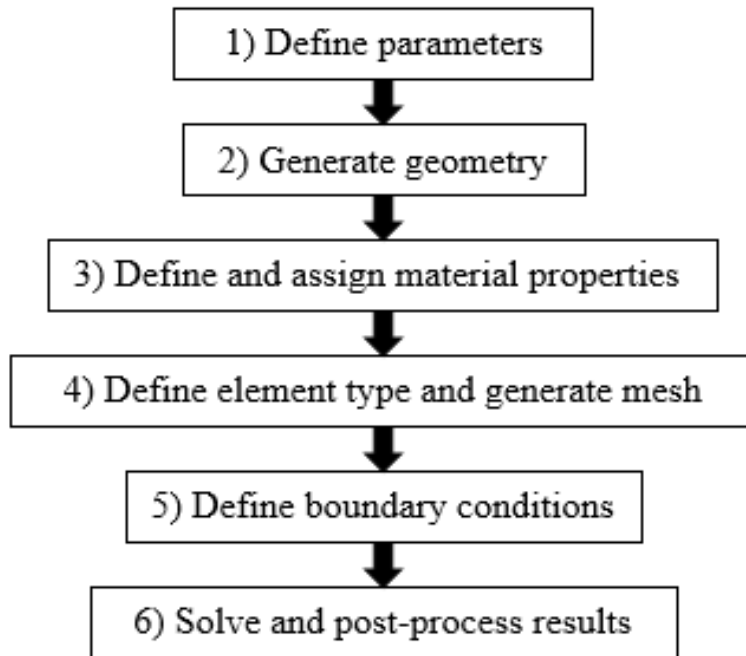 1) Define parameters
2) Generate geometry
3) Define and assign material properties
4) Define element type and generate mesh
5) Define boundary conditions
6) Solve and post-process results